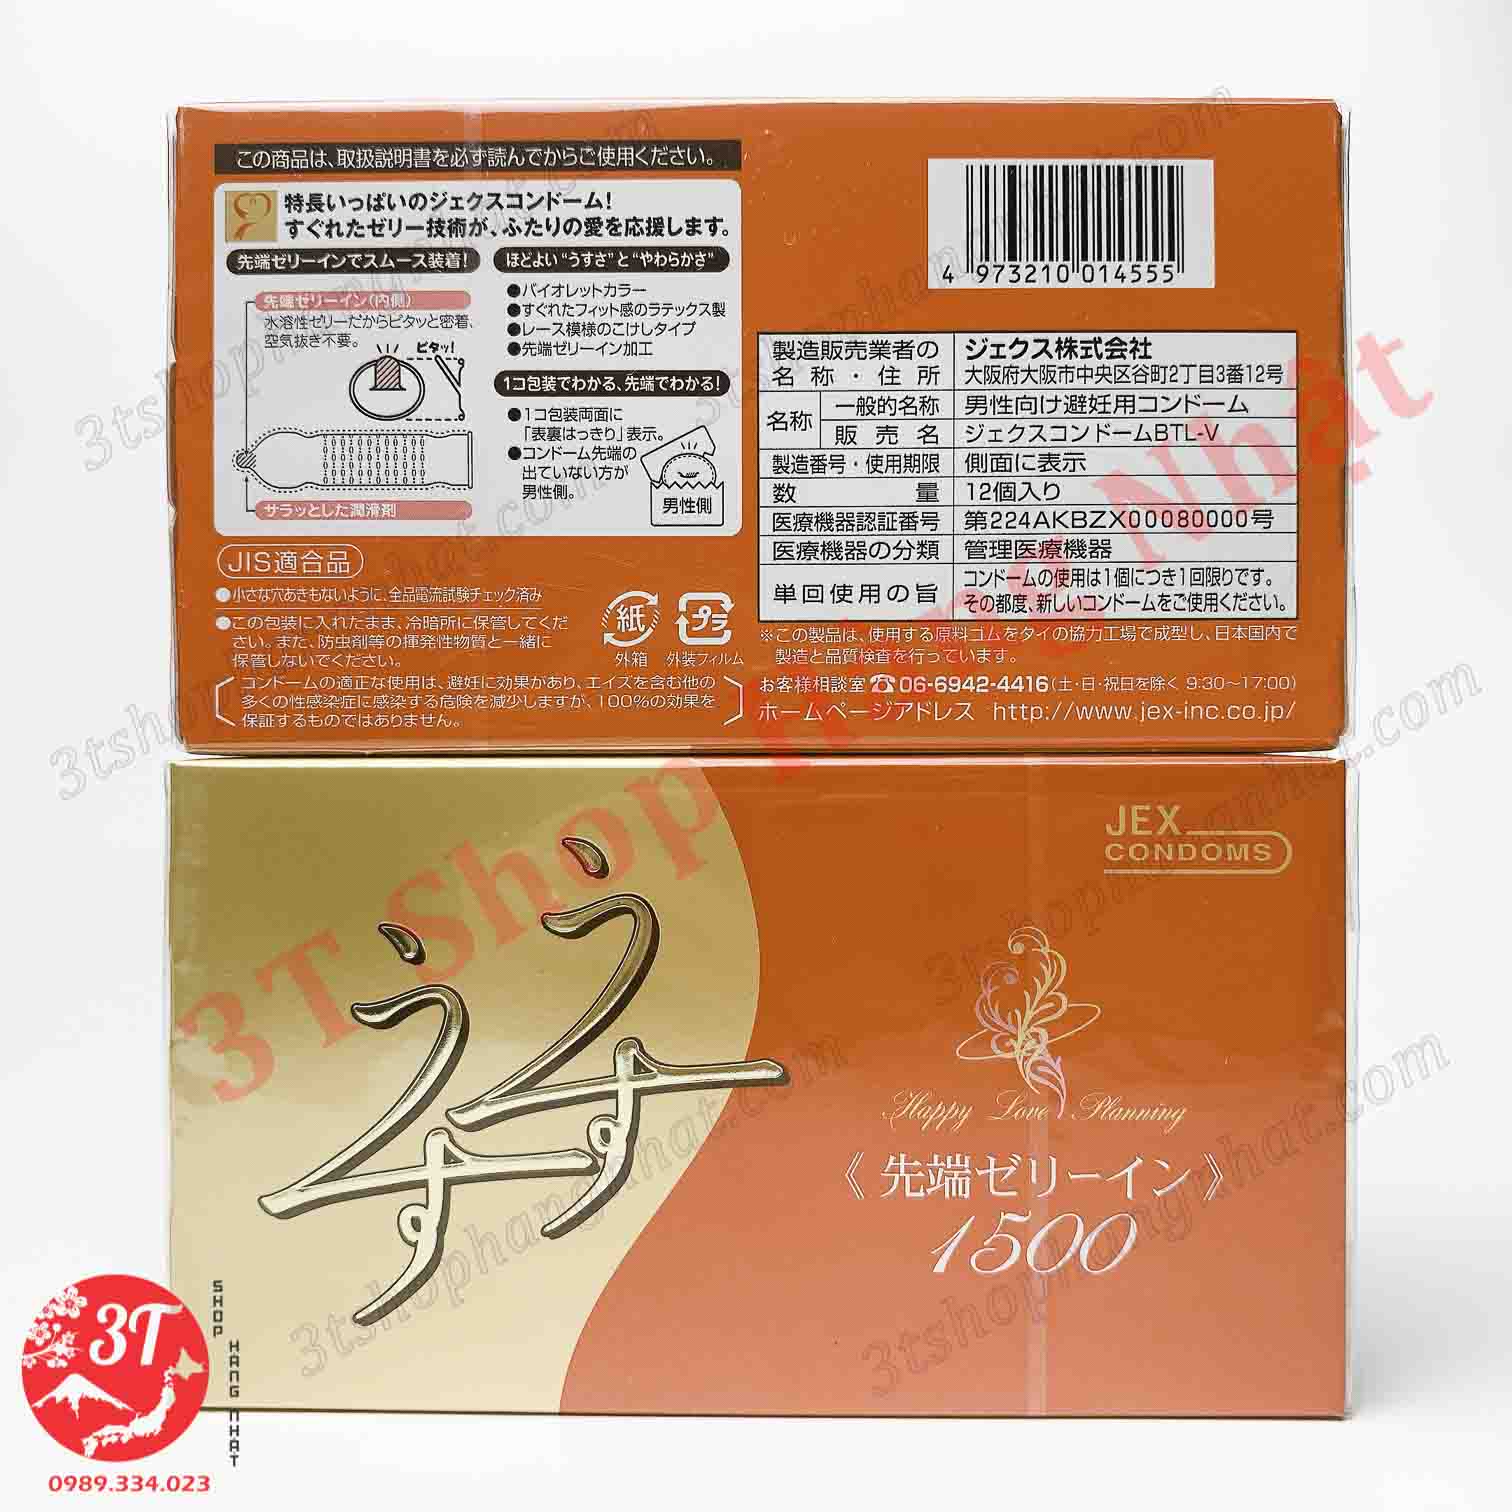 この商品は、取扱説明書を必ず読んでからご使用ください。
特長いっぱいのジェクスコンドーム!
すぐれたゼリー技術が、ふたりの愛を応援します。
先端ゼリーインでスムース装着!
先端ゼリーイン(内側)
水溶性ゼリーだからピタッと密着、
空気抜き不要。
ピタッ!
サラッとした潤滑剤
ほどよい“うすさ”と“やわらかさ”
●バイオレットカラー
●すぐれたフィット感のラテックス製
●レース模様のこけしタイプ
●先端ゼリーイン加工
1コ包装でわかる、先端でわかる!
●1コ包装両面に
「表裏はっきり」表示。
●コンドーム先端の
出ていない方が
男性側。
男性側
JIS適合品
●小さな穴あきもないように、全品電流試験チェック済み
●この包装に入れたまま、冷暗所に保管してくだ
さい。また、防虫剤等の揮発性物質と一緒に
保管しないでください。
紙
外箱
プラ
外装フィルム
コンドームの適正な使用は、避妊に効果があり、エイズを含む他の
多くの性感染症に感染する危険を減少しますが、100%の効果を
保証するものではありません。
4 973210 014555
製造販売業者の名称・住所 ジェクス株式会社
大阪府大阪市中央区谷町2丁目3番12号
名称 一般的名称 男性向け避妊用コンドーム
販売名 ジェクスコンドームBTL-V
製造番号・使用期限 側面に表示
数量 12個入り
医療機器認証番号 第224AKBZX00080000号
医療機器の分類 管理医療機器
単回使用の旨 コンドームの使用は1個につき1回限りです。
その都度、新しいコンドームをご使用ください。
※この製品は、使用する原料ゴムをタイの協力工場で成型し、日本国内で
製造と品質検査を行っています。
お客様相談室☎06-6942-4416(土・日・祝日を除く 9:30~17:00)
ホームページアドレス http://www.jex-inc.co.jp/
JEX
CONDOMS
うすうす
Happy Love Planning
《先端ゼリーイン》
1500
3T Shop Hàng Nhật
3tshophangnhat.com
3tshophangnhat.com
3tshophangnhat.com
3tshophangnhat.com
3tshophangnhat.com
3tshophangnhat.com
3tshophangnhat.com
3tshophangnhat.com
3T
SHOP
HÀNG NHẬT
0989.334.023